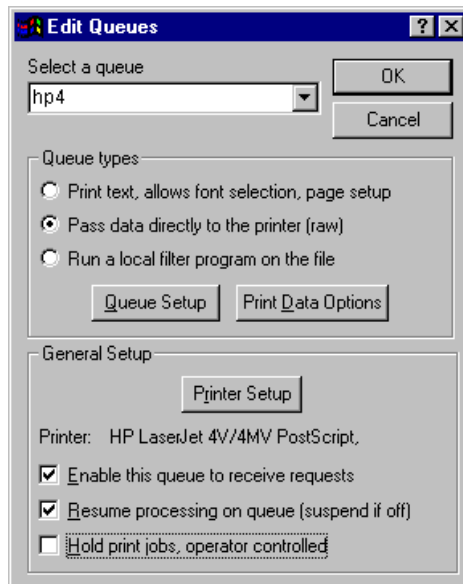 Edit Queues
Select a queue
hp4
OK
Cancel
Queue types
Print text, allows font selection, page setup
Pass data directly to the printer (raw)
Run a local filter program on the file
Queue Setup
Print Data Options
General Setup
Printer Setup
Printer: HP LaserJet 4V/4MV PostScript,
Enable this queue to receive requests
Resume processing on queue (suspend if off)
Hold print jobs, operator controlled